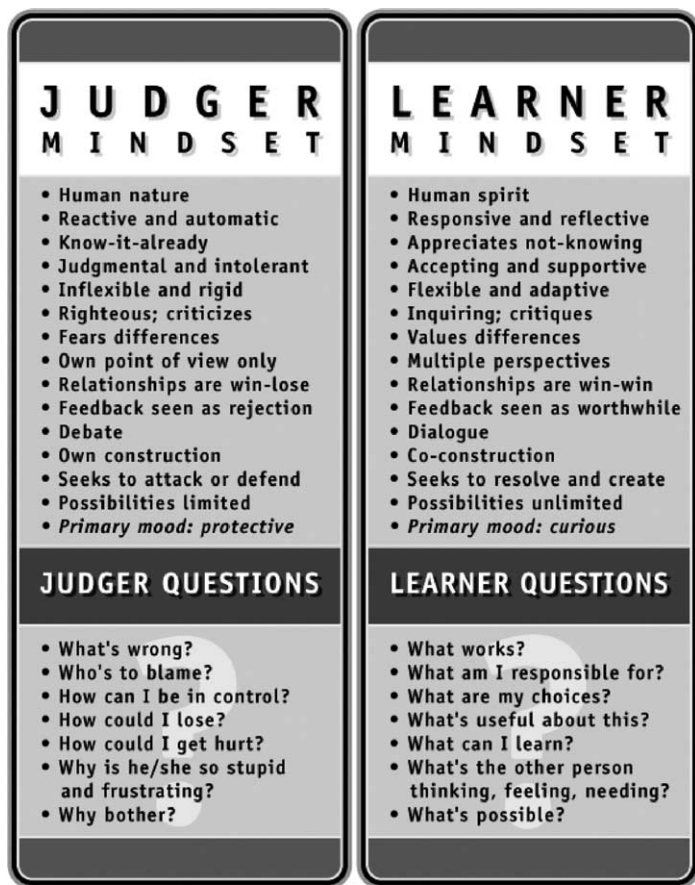 JUDGER
MINDSET
• Human nature
• Reactive and automatic
• Know-it-already
• Judgmental and intolerant
• Inflexible and rigid
• Righteous; criticizes
• Fears differences
• Own point of view only
• Relationships are win-lose
• Feedback seen as rejection
• Debate
• Own construction
• Seeks to attack or defend
• Possibilities limited
• Primary mood: protective
JUDGER QUESTIONS
• What's wrong?
• Who's to blame?
• How can I be in control?
• How could I lose?
• How could I get hurt?
• Why is he/she so stupid
and frustrating?
• Why bother?
LEARNER
MINDSET
• Human spirit
• Responsive and reflective
• Appreciates not-knowing
• Accepting and supportive
• Flexible and adaptive
• Inquiring; critiques
• Values differences
• Multiple perspectives
• Relationships are win-win
• Feedback seen as worthwhile
• Dialogue
• Co-construction
• Seeks to resolve and create
• Possibilities unlimited
• Primary mood: curious
LEARNER QUESTIONS
• What works?
• What am I responsible for?
• What are my choices?
• What's useful about this?
• What can I learn?
• What's the other person
thinking, feeling, needing?
• What's possible?